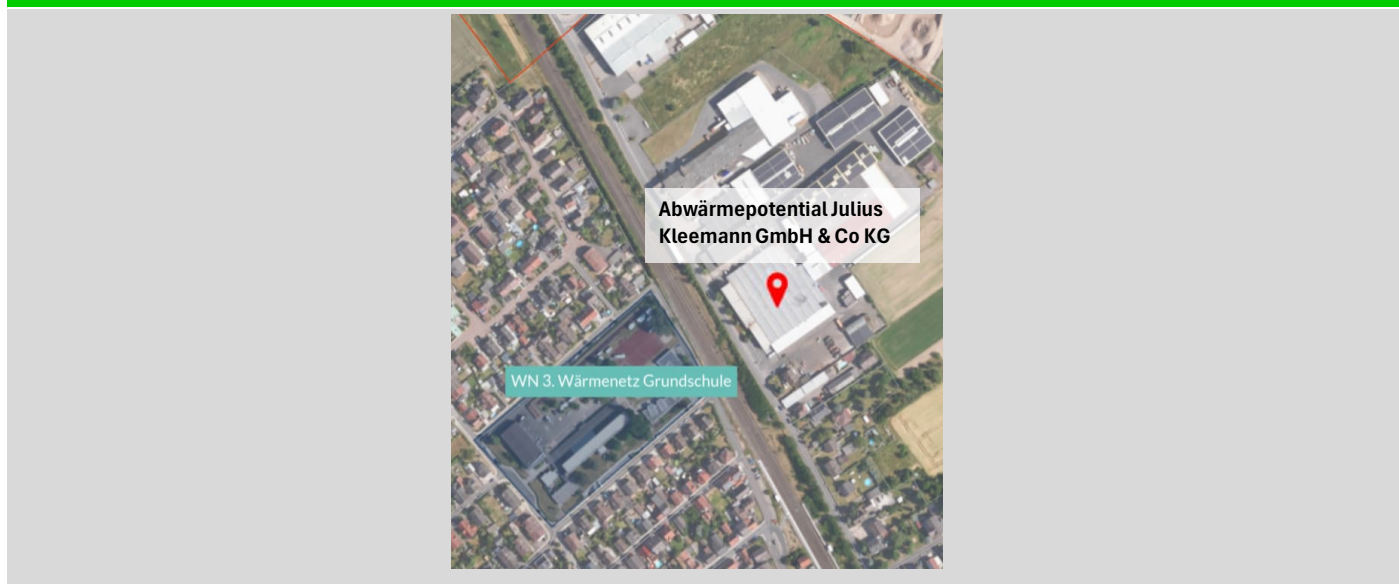 Abwärmepotential Julius
Kleemann GmbH & Co KG
WN 3. Wärmenetz Grundschule